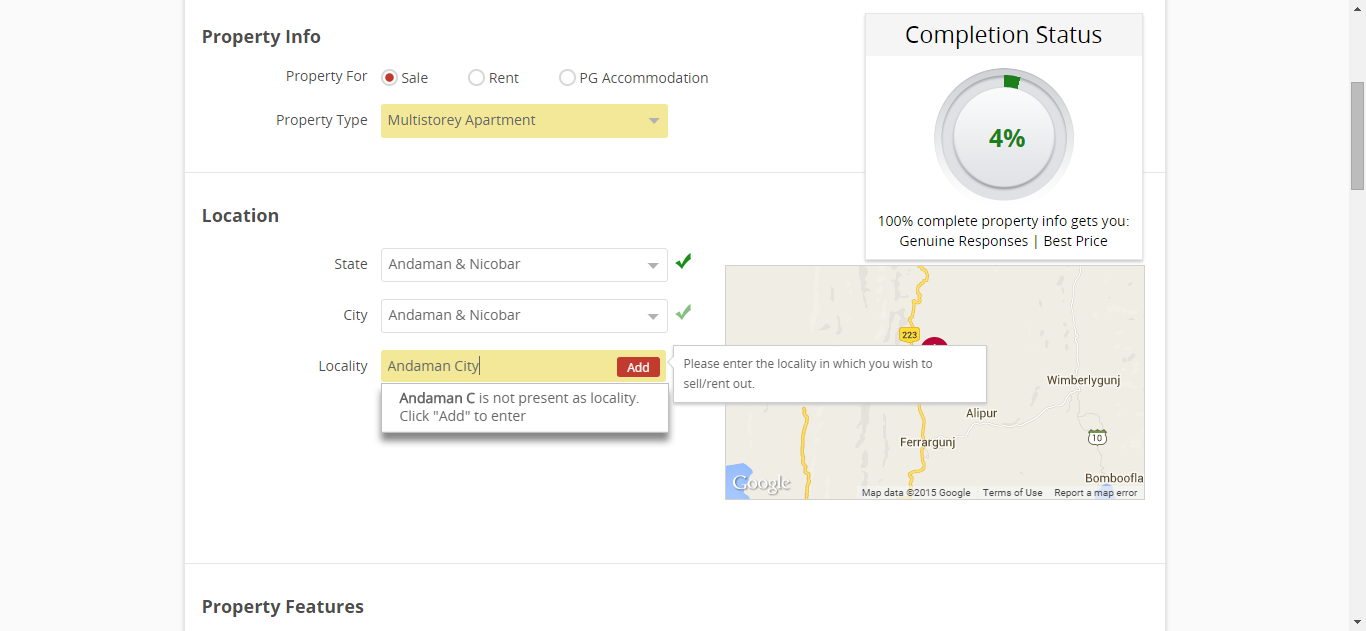 Property Info
Completion Status
Property For Sale Rent PG Accommodation
Property Type Multistorey Apartment
4%
100% complete property info gets you:
Genuine Responses | Best Price
Location
State Andaman & Nicobar
City Andaman & Nicobar
Locality Andaman City Add
Andaman C is not present as locality.
Click "Add" to enter
Please enter the locality in which you wish to
sell/rent out.
223
Wimberlygunj
Alipur
10
Ferrargunj
Bomboofla
Google
Map data ©2015 Google Terms of Use Report a map error
Property Features